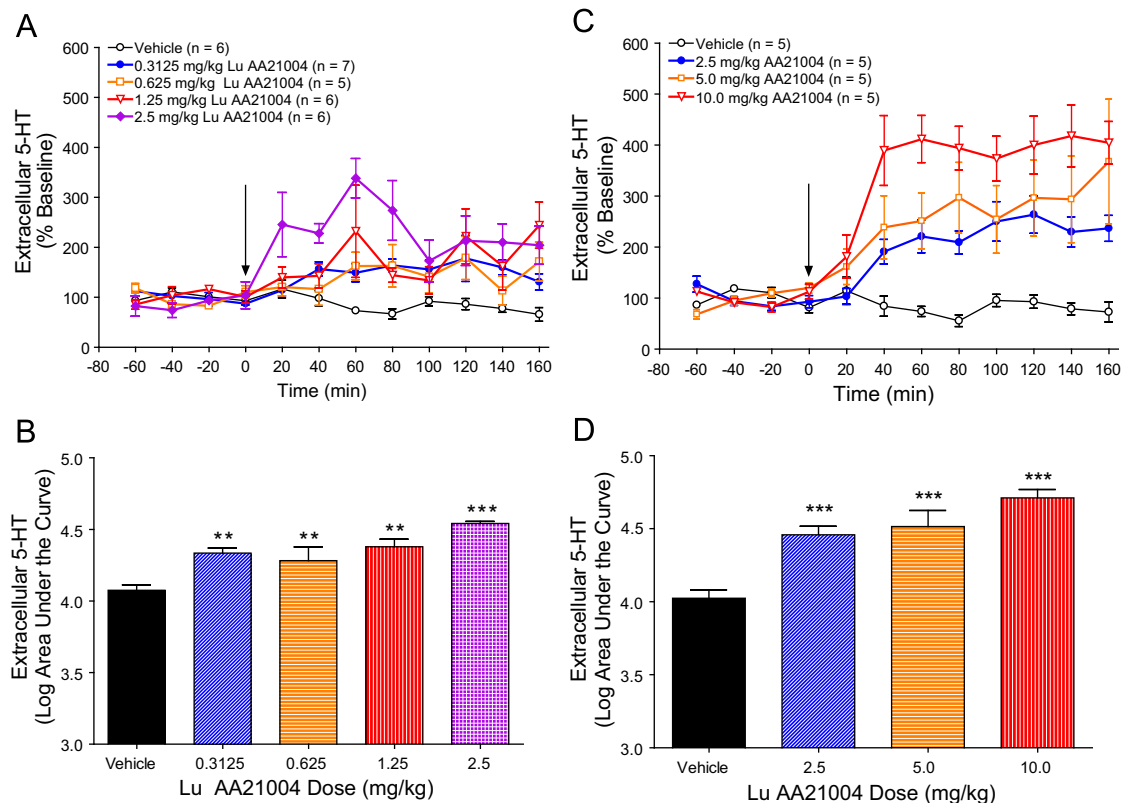 A
600
500
400
300
200
100
0
Extracellular 5-HT
(% Baseline)
Vehicle (n = 6)
0.3125 mg/kg Lu AA21004 (n = 7)
0.625 mg/kg Lu AA21004 (n = 5)
1.25 mg/kg Lu AA21004 (n = 6)
2.5 mg/kg Lu AA21004 (n = 6)
-80 -60 -40 -20 0 20 40 60 80 100 120 140 160
Time (min)
C
600
500
400
300
200
100
0
Extracellular 5-HT
(% Baseline)
Vehicle (n = 5)
2.5 mg/kg AA21004 (n = 5)
5.0 mg/kg AA21004 (n = 5)
10.0 mg/kg AA21004 (n = 5)
-80 -60 -40 -20 0 20 40 60 80 100 120 140 160
Time (min)
B
5.0
4.5
4.0
3.5
3.0
Extracellular 5-HT
(Log Area Under the Curve)
** ** ** ***
Vehicle 0.3125 0.625 1.25 2.5
Lu AA21004 Dose (mg/kg)
D
5.0
4.5
4.0
3.5
3.0
Extracellular 5-HT
(Log Area Under the Curve)
*** *** ***
Vehicle 2.5 5.0 10.0
Lu AA21004 Dose (mg/kg)